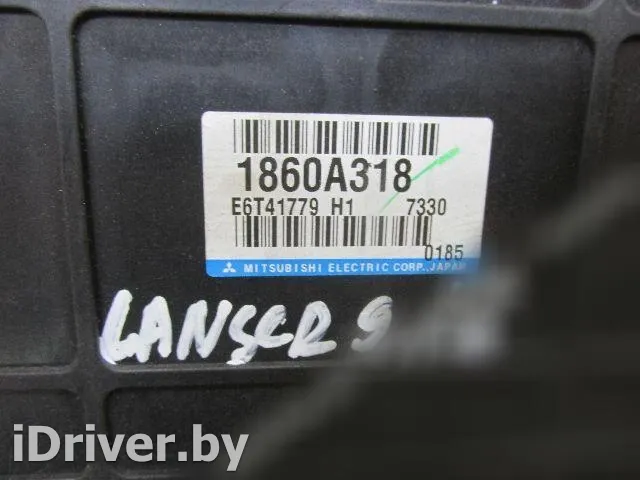 1860A318
E6T41779 H1 7330
0185
MITSUBISHI ELECTRIC CORP., JAPAN
LANSER 9
iDriver.by